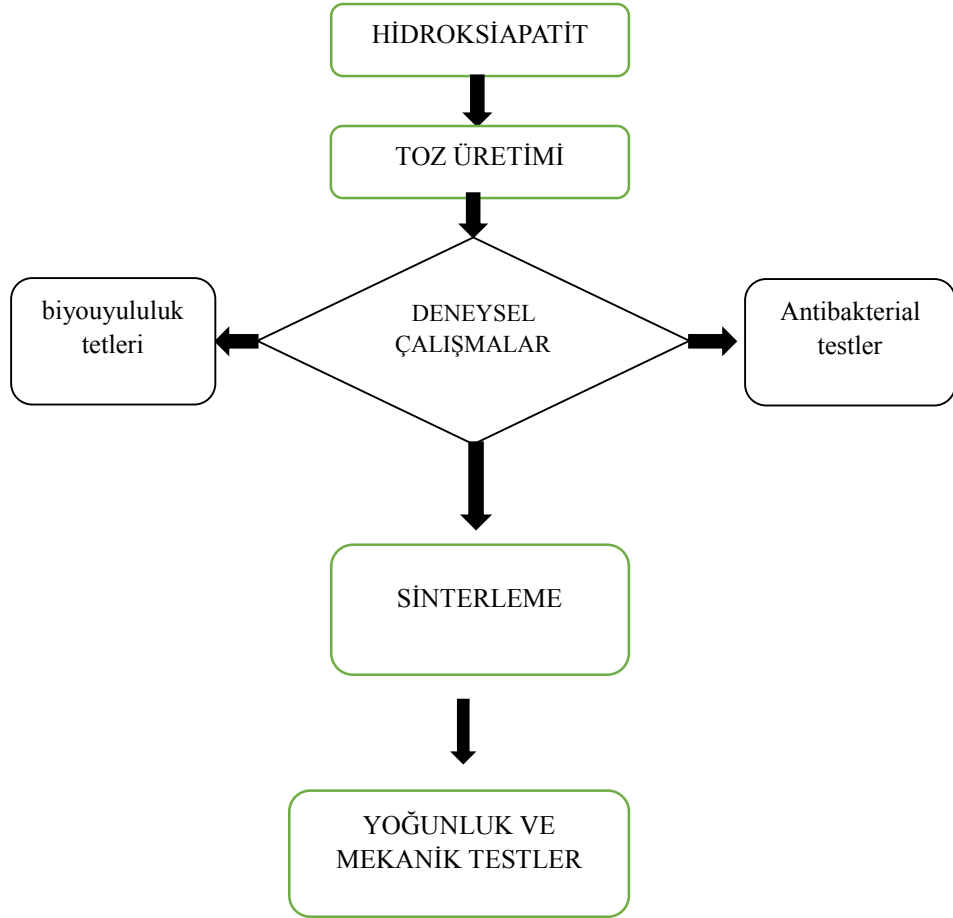 HİDROKSİAPATİT
TOZ ÜRETİMİ
DENEYSEL
ÇALIŞMALAR
biyouyululuk
tetleri
Antibakterial
testler
SİNTERLEME
YOĞUNLUK VE
MEKANİK TESTLER